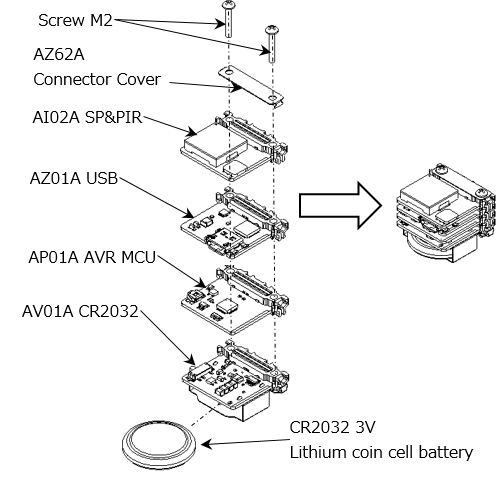 Screw M2
AZ62A
Connector Cover
AI02A SP&PIR
AZ01A USB
AP01A AVR MCU
AV01A CR2032
CR2032 3V
Lithium coin cell battery